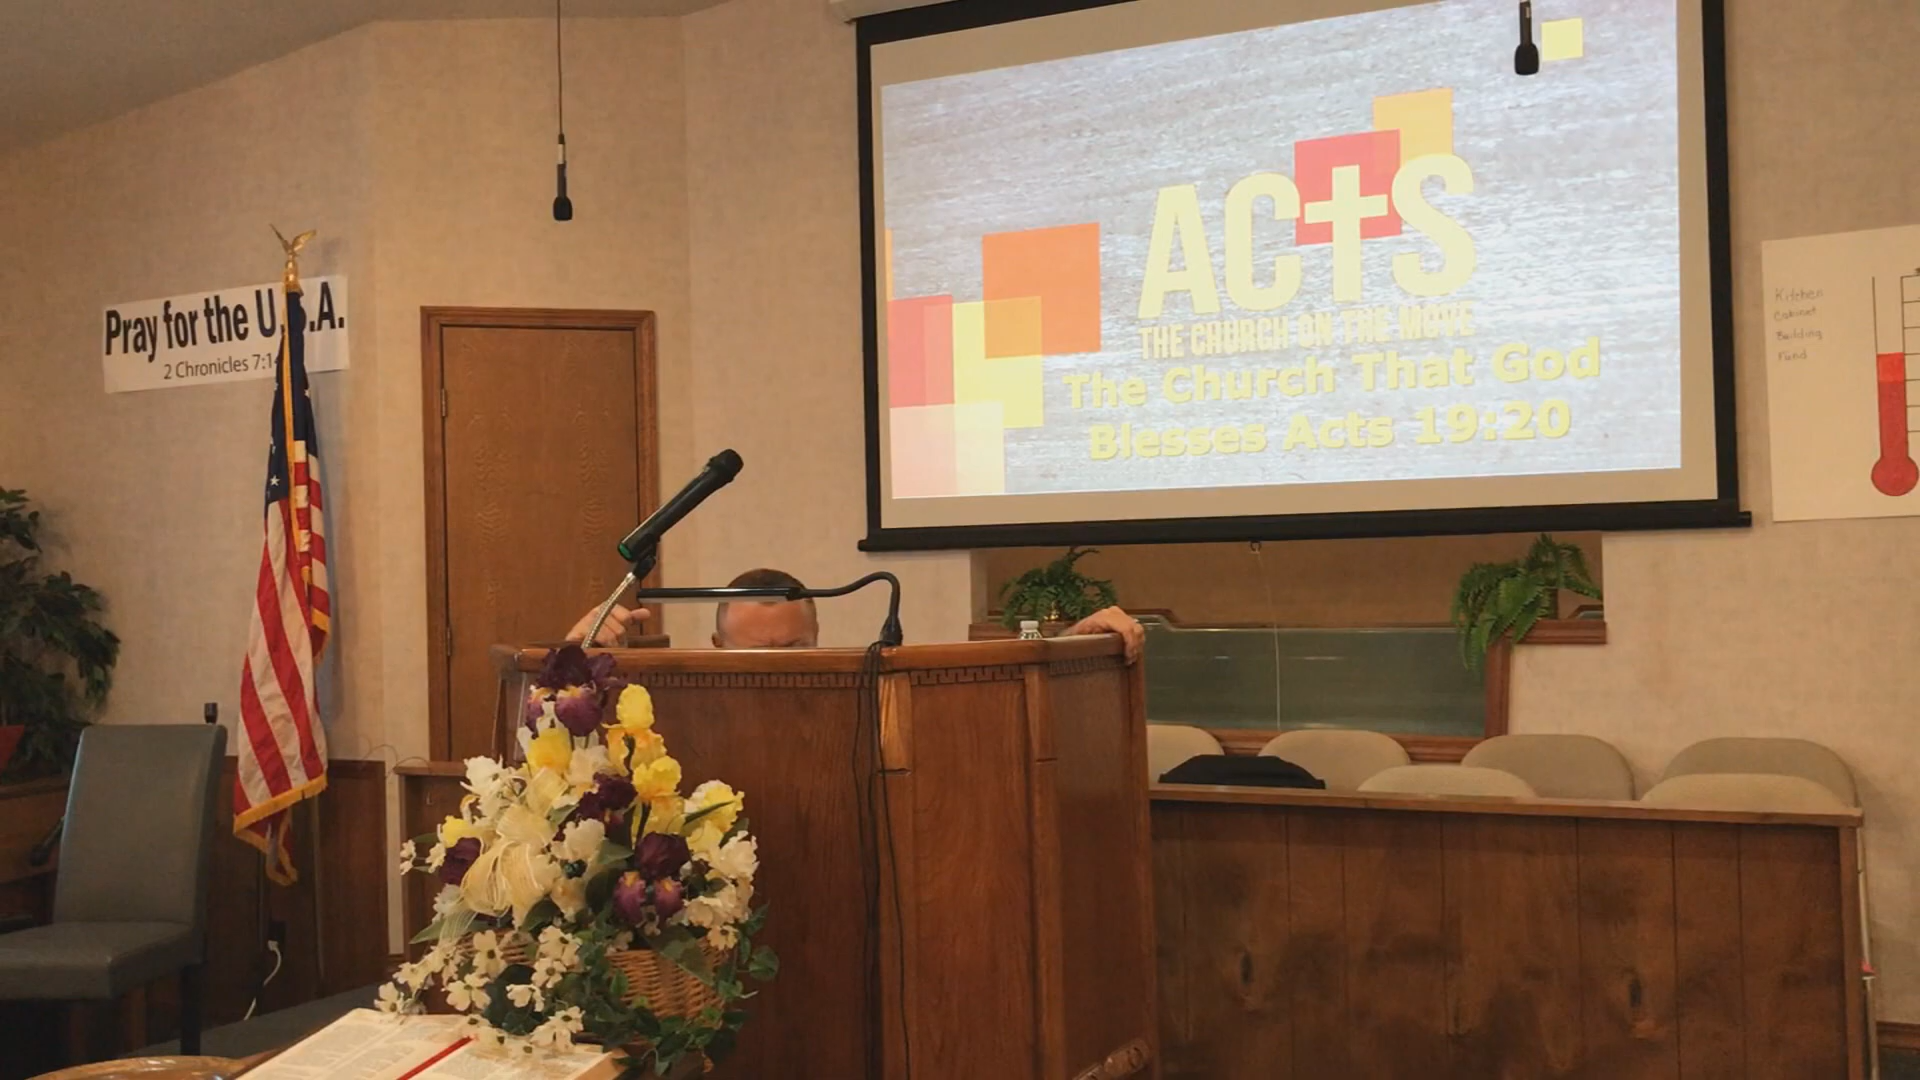 Pray for the U.S.A.
2 Chronicles 7:14
ACTS
THE CHURCH ON THE MOVE
The Church That God
Blesses Acts 19:20
Kitchen
Cabinet
Building
Fund